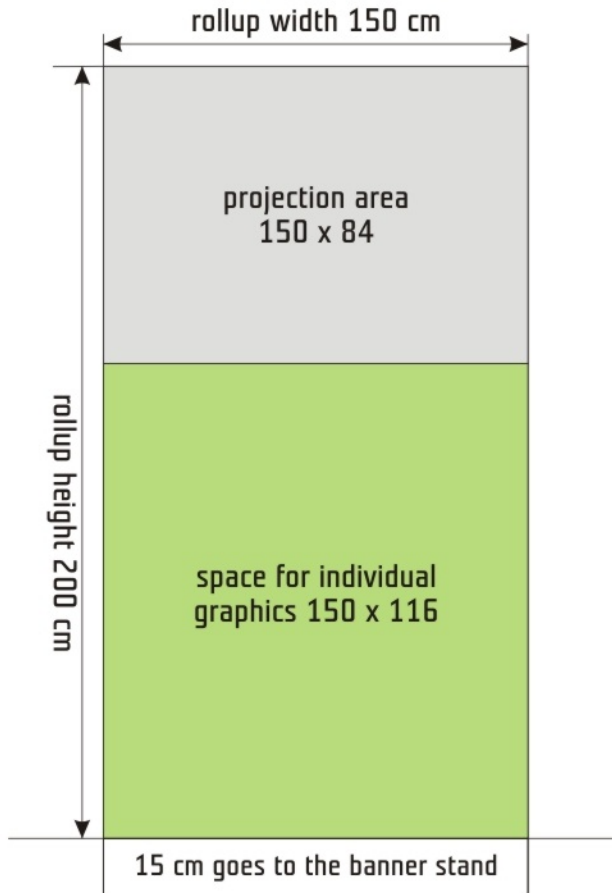 rollup width 150 cm
projection area
150 x 84
rollup height 200 cm
space for individual
graphics 150 x 116
15 cm goes to the banner stand